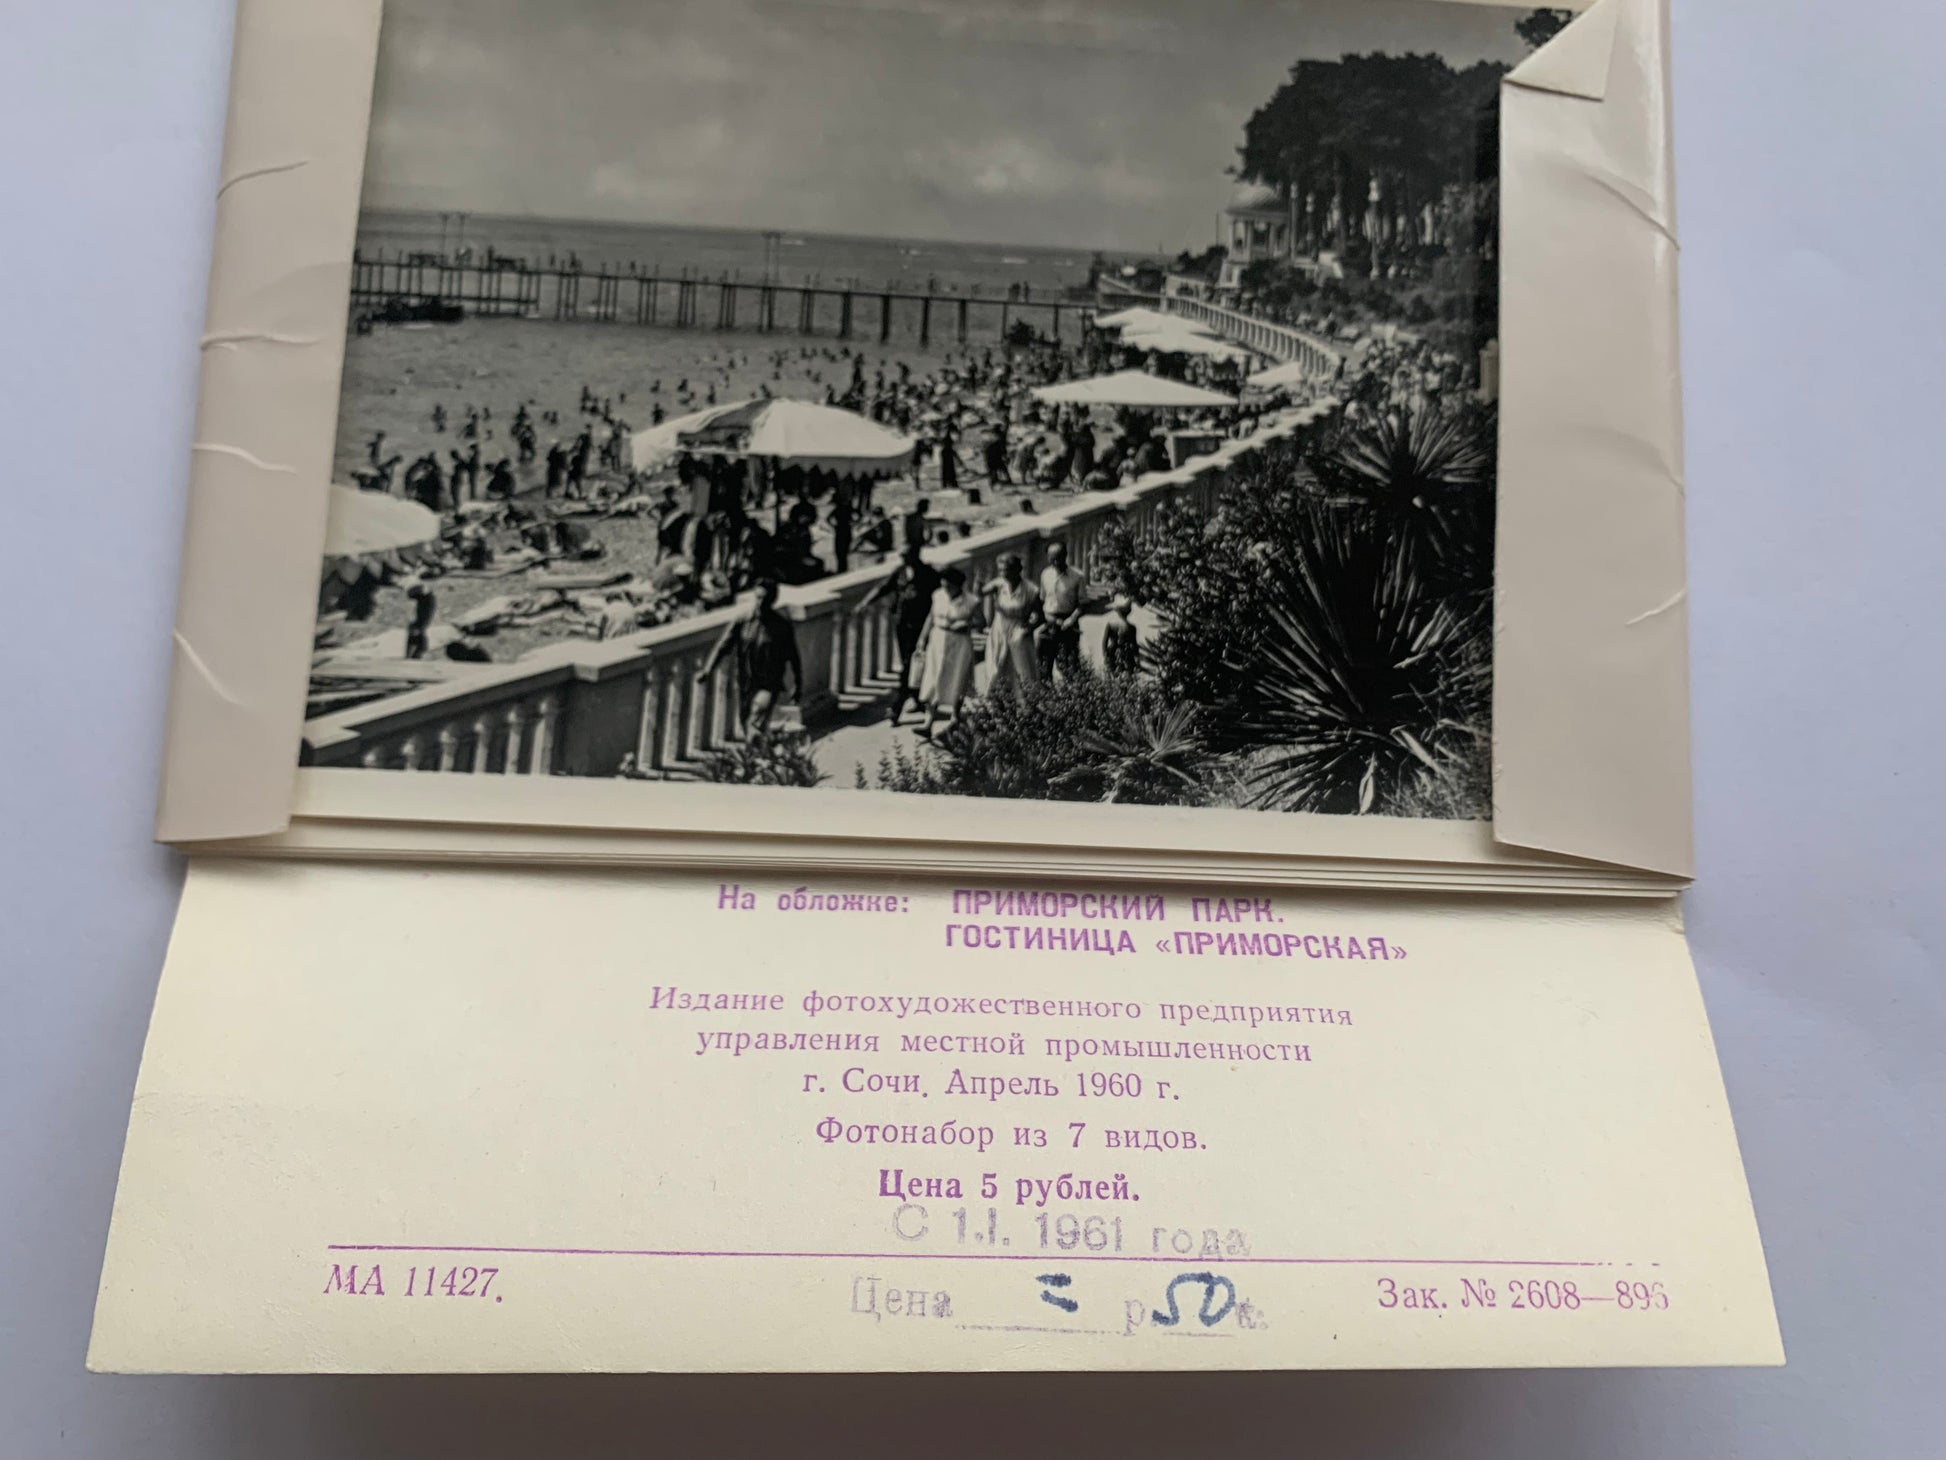 На обложке: ПРИМОРСКИЙ ПАРК.
ГОСТИНИЦА «ПРИМОРСКАЯ»
Издание фотохудожественного предприятия
управления местной промышленности
г. Сочи. Апрель 1960 г.
Фотонабор из 7 видов.
Цена 5 рублей.
С 1.I. 1961 года
МА 11427.
Цена = р. 50 к.
Зак. № 2608—896